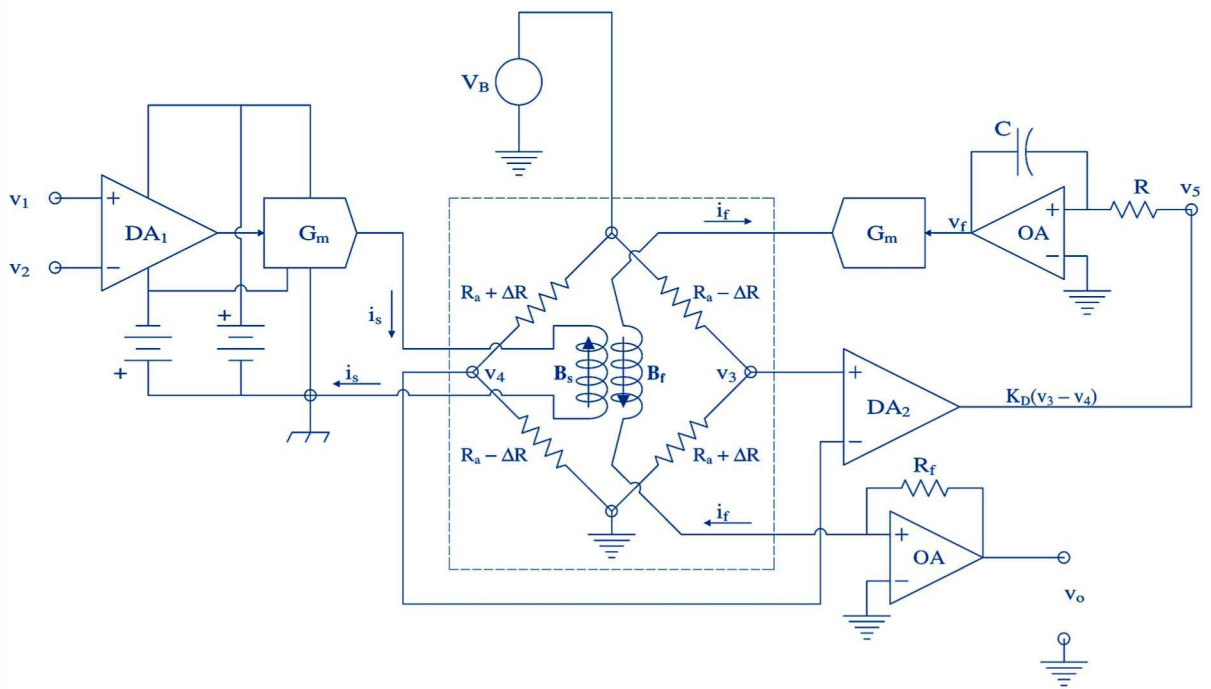 V_B
C
v_1
+
DA_1
G_m
i_f
G_m
v_f
+
OA
R
v_5
v_2
−
−
R_a + ΔR
R_a − ΔR
+
i_s
+
i_s
v_4
B_s
B_f
v_3
+
DA_2
K_D(v_3 − v_4)
−
R_a − ΔR
R_a + ΔR
R_f
i_f
+
OA
−
v_o